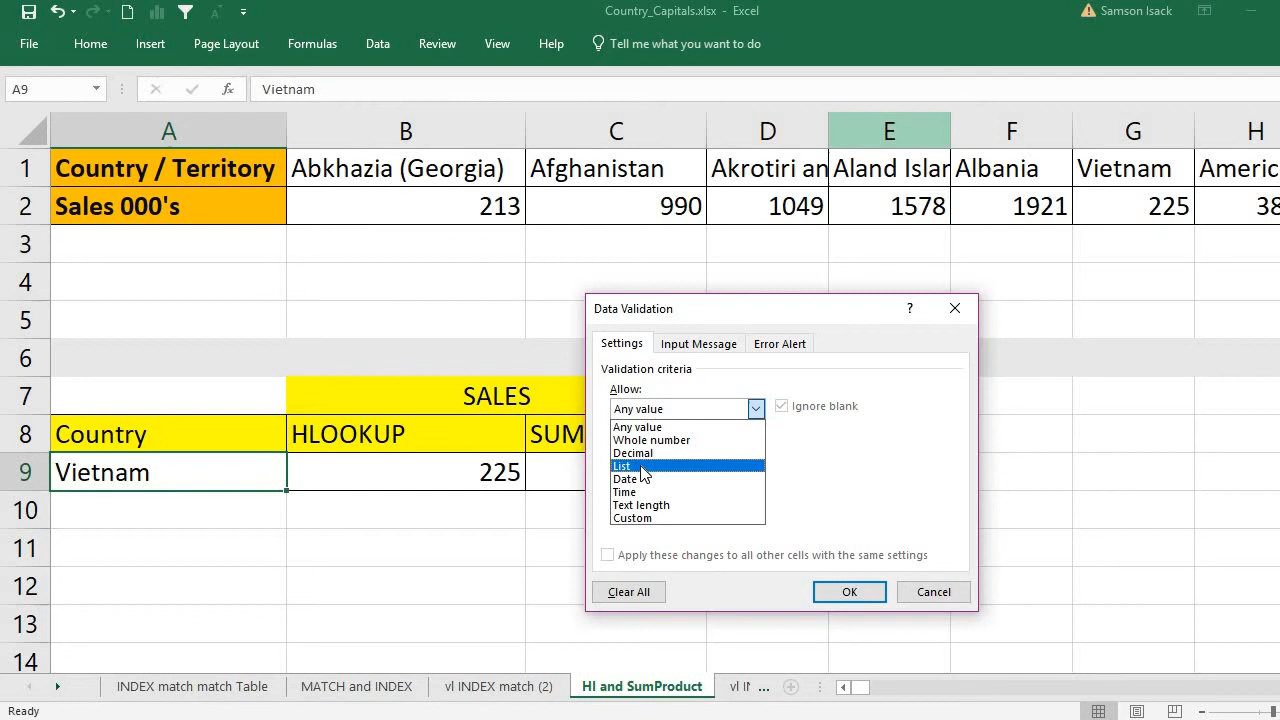 Country_Capitals.xlsx - Excel
Samson Isack
File Home Insert Page Layout Formulas Data Review View Help Tell me what you want to do
A9 fx Vietnam
A B C D E F G H
1 Country / Territory Abkhazia (Georgia) Afghanistan Akrotiri an Aland Islar Albania Vietnam Americ
2 Sales 000's 213 990 1049 1578 1921 225 38
3
4
5
6
7 SALES
8 Country HLOOKUP SUM
9 Vietnam 225
10
11
12
13
14
Data Validation ?
Settings Input Message Error Alert
Validation criteria
Allow:
Any value Ignore blank
Any value
Whole number
Decimal
List
Date
Time
Text length
Custom
Apply these changes to all other cells with the same settings
Clear All OK Cancel
INDEX match match Table MATCH and INDEX vl INDEX match (2) Hl and SumProduct vl IN ...
Ready